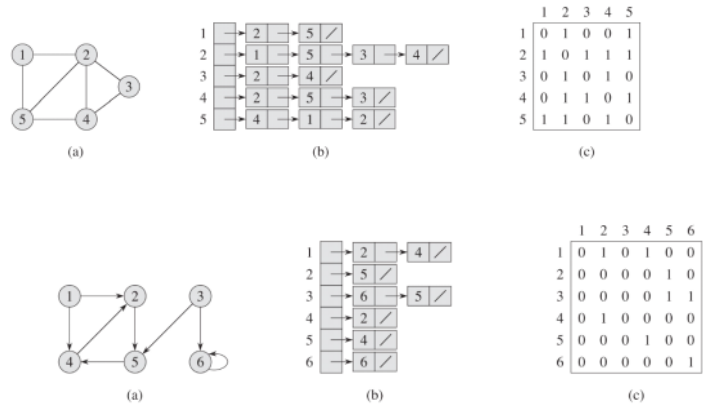 1 2 3 4 5
1 2 5 / 1 0 1 0 0 1
1 2 2 1 5 3 4 / 2 1 0 1 1 1
3 3 2 4 / 3 0 1 0 1 0
4 2 5 3 / 4 0 1 1 0 1
5 4 5 4 1 2 / 5 1 1 0 1 0
(a) (b) (c)
1 2 3 4 5 6
1 2 4 / 1 0 1 0 1 0 0
2 5 / 2 0 0 0 0 1 0
1 2 3 3 6 5 / 3 0 0 0 0 1 1
4 2 / 4 0 1 0 0 0 0
4 5 6 5 4 / 5 0 0 0 1 0 0
6 6 / 6 0 0 0 0 0 1
(a) (b) (c)